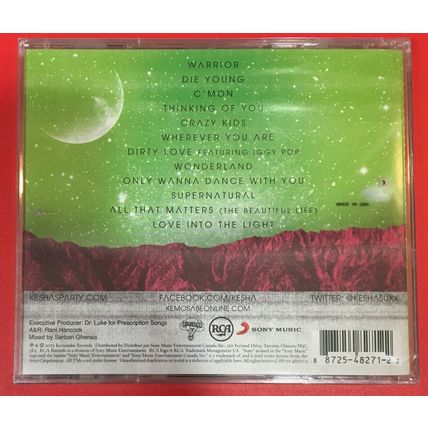 WARRIOR
DIE YOUNG
C'MON
THINKING OF YOU
CRAZY KIDS
WHEREVER YOU ARE
DIRTY LOVE FEATURING IGGY POP
WONDERLAND
ONLY WANNA DANCE WITH YOU
SUPERNATURAL
MADE IN USA
ALL THAT MATTERS (THE BEAUTIFUL LIFE)
LOVE INTO THE LIGHT
KESHASPARTY.COM FACEBOOK.COM/KESHA TWITTER: @KESHASUXX
KEMOSABEONLINE.COM
Executive Producer: Dr. Luke for Prescription Songs
A&R: Rani Hancock
Mixed by Serban Ghenea
RCA SONY MUSIC
8 8725-48271-2 2